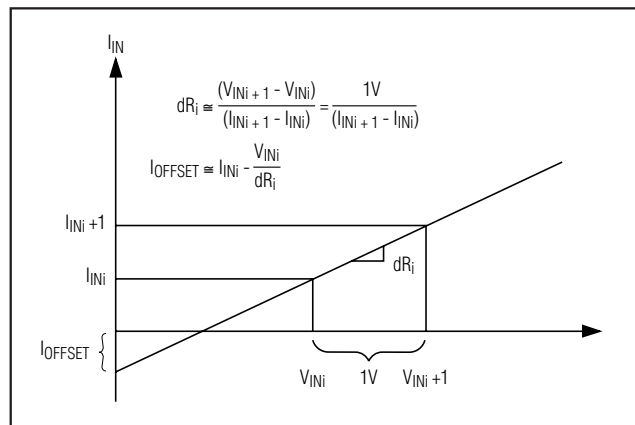 I_IN
dR_i ≅ (V_INi + 1 - V_INi) / (I_INi + 1 - I_INi) = 1V / (I_INi + 1 - I_INi)
I_OFFSET ≅ I_INi - V_INi / dR_i
I_INi + 1
I_INi
dR_i
I_OFFSET
V_INi 1V V_INi + 1